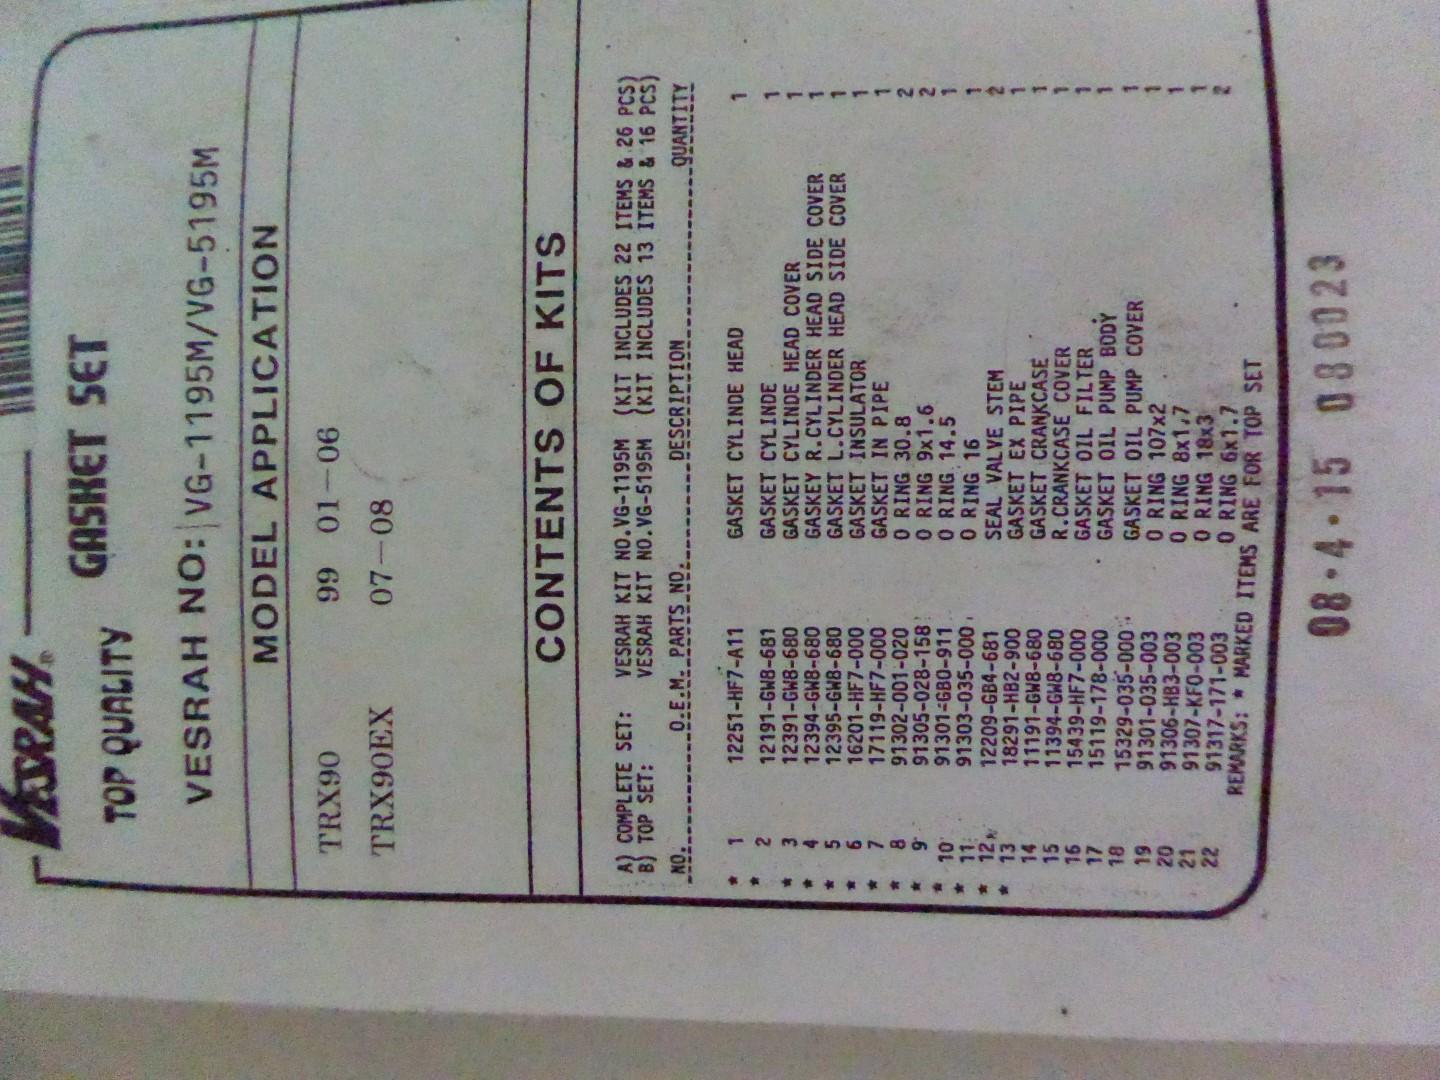 VESRAH®
TOP QUALITY GASKET SET
VESRAH NO: VG-1195M/VG-5195M
MODEL APPLICATION
TRX90 99 01-06
TRX90EX 07-08
CONTENTS OF KITS
A) COMPLETE SET: VESRAH KIT NO.VG-1195M (KIT INCLUDES 22 ITEMS & 26 PCS)
B) TOP SET: VESRAH KIT NO.VG-5195M (KIT INCLUDES 13 ITEMS & 16 PCS)
NO. O.E.M. PARTS NO. DESCRIPTION QUANTITY
* 1 12251-HF7-A11 GASKET CYLINDE HEAD 1
* 2 12191-GW8-681 GASKET CYLINDE 1
* 3 12391-GW8-680 GASKET CYLINDE HEAD COVER 1
* 4 12394-GW8-680 GASKEY R.CYLINDER HEAD SIDE COVER 1
* 5 12395-GW8-680 GASKET L.CYLINDER HEAD SIDE COVER 1
* 6 16201-HF7-000 GASKET INSULATOR 1
* 7 17119-HF7-000 GASKET IN PIPE 1
* 8 91302-001-020 O RING 30.8 2
* 9 91305-028-158 O RING 9x1.6 2
* 10 91301-GB0-911 O RING 14.5 1
* 11 91303-035-000 O RING 16 1
* 12 12209-GB4-681 SEAL VALVE STEM 2
* 13 18291-HB2-900 GASKET EX PIPE 1
14 11191-GW8-680 GASKET CRANKCASE 1
15 11394-GW8-680 R.CRANKCASE COVER 1
16 15439-HF7-000 GASKET OIL FILTER 1
17 15119-178-000 GASKET OIL PUMP BODY 1
18 15329-035-000 GASKET OIL PUMP COVER 1
19 91301-035-003 O RING 107x2 1
20 91306-HB3-003 O RING 8x1,7 1
21 91307-KF0-003 O RING 18x3 1
22 91317-171-003 O RING 6x1.7 2
REMARKS: * MARKED ITEMS ARE FOR TOP SET
08·4·15 080023